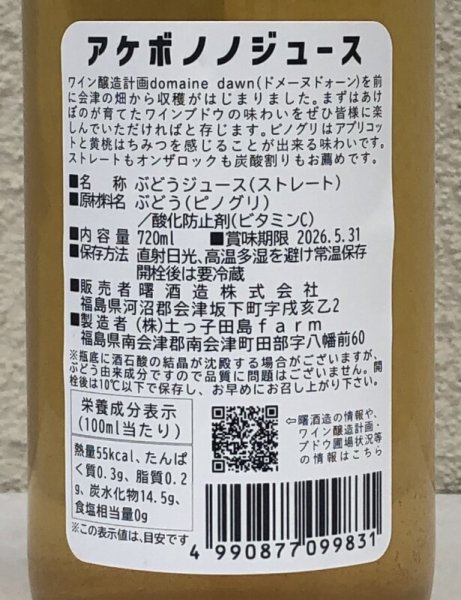 アケボノノジュース
ワイン醸造計画domaine dawn(ドメーヌドォーン)を前
に会津の畑から収穫がはじまりました。まずはあけ
ぼのが育てたワインブドウの味わいをぜひ皆様に楽
しんでいただければと存じます。ピノグリはアプリコッ
トと黄桃はちみつを感じることが出来る味わいです。
ストレートもオンザロックも炭酸割りもお薦めです。
■名　称　ぶどうジュース(ストレート)
■原材料名　ぶどう(ピノグリ)
／酸化防止剤(ビタミンC)
■内 容 量　720ml　■賞味期限　2026.5.31
■保存方法　直射日光、高温多湿を避け常温保存
開栓後は要冷蔵
■販 売 者 曙 酒 造 株 式 会 社
福島県河沼郡会津坂下町字戌亥乙2
■製 造 者 (株)土っ子田島ｆａｒｍ
福島県南会津郡南会津町田部字八幡前60
※瓶底に酒石酸の結晶が沈殿する場合がございますが、
ぶどう由来成分ですので品質に問題はございません。開
栓後は10℃以下で保存し、お早めにお召し上がり下さい。
栄養成分表示
(100ml当たり)
熱量55kcal、たんぱ
く質0.3g、脂質0.2
g、炭水化物14.5g、
食塩相当量0g
※この表示値は、目安です
⇦曙酒造の情報や、
ワイン醸造計画・
ブドウ圃場状況等
の情報はこちら
4 990877 099831